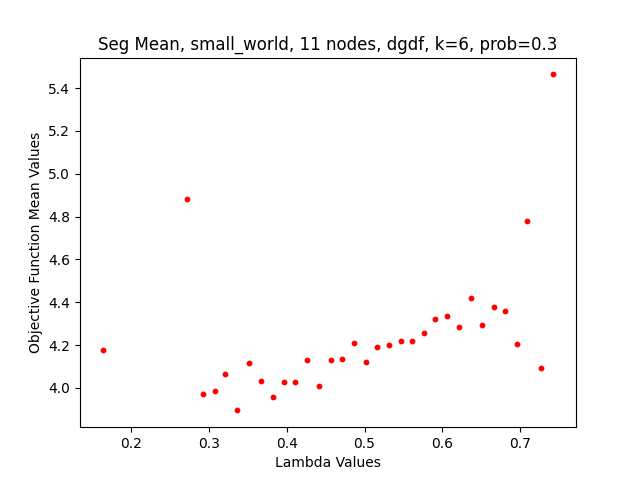 Seg Mean, small_world, 11 nodes, dgdf, k=6, prob=0.3
Objective Function Mean Values
5.4
5.2
5.0
4.8
4.6
4.4
4.2
4.0
0.2 0.3 0.4 0.5 0.6 0.7
Lambda Values